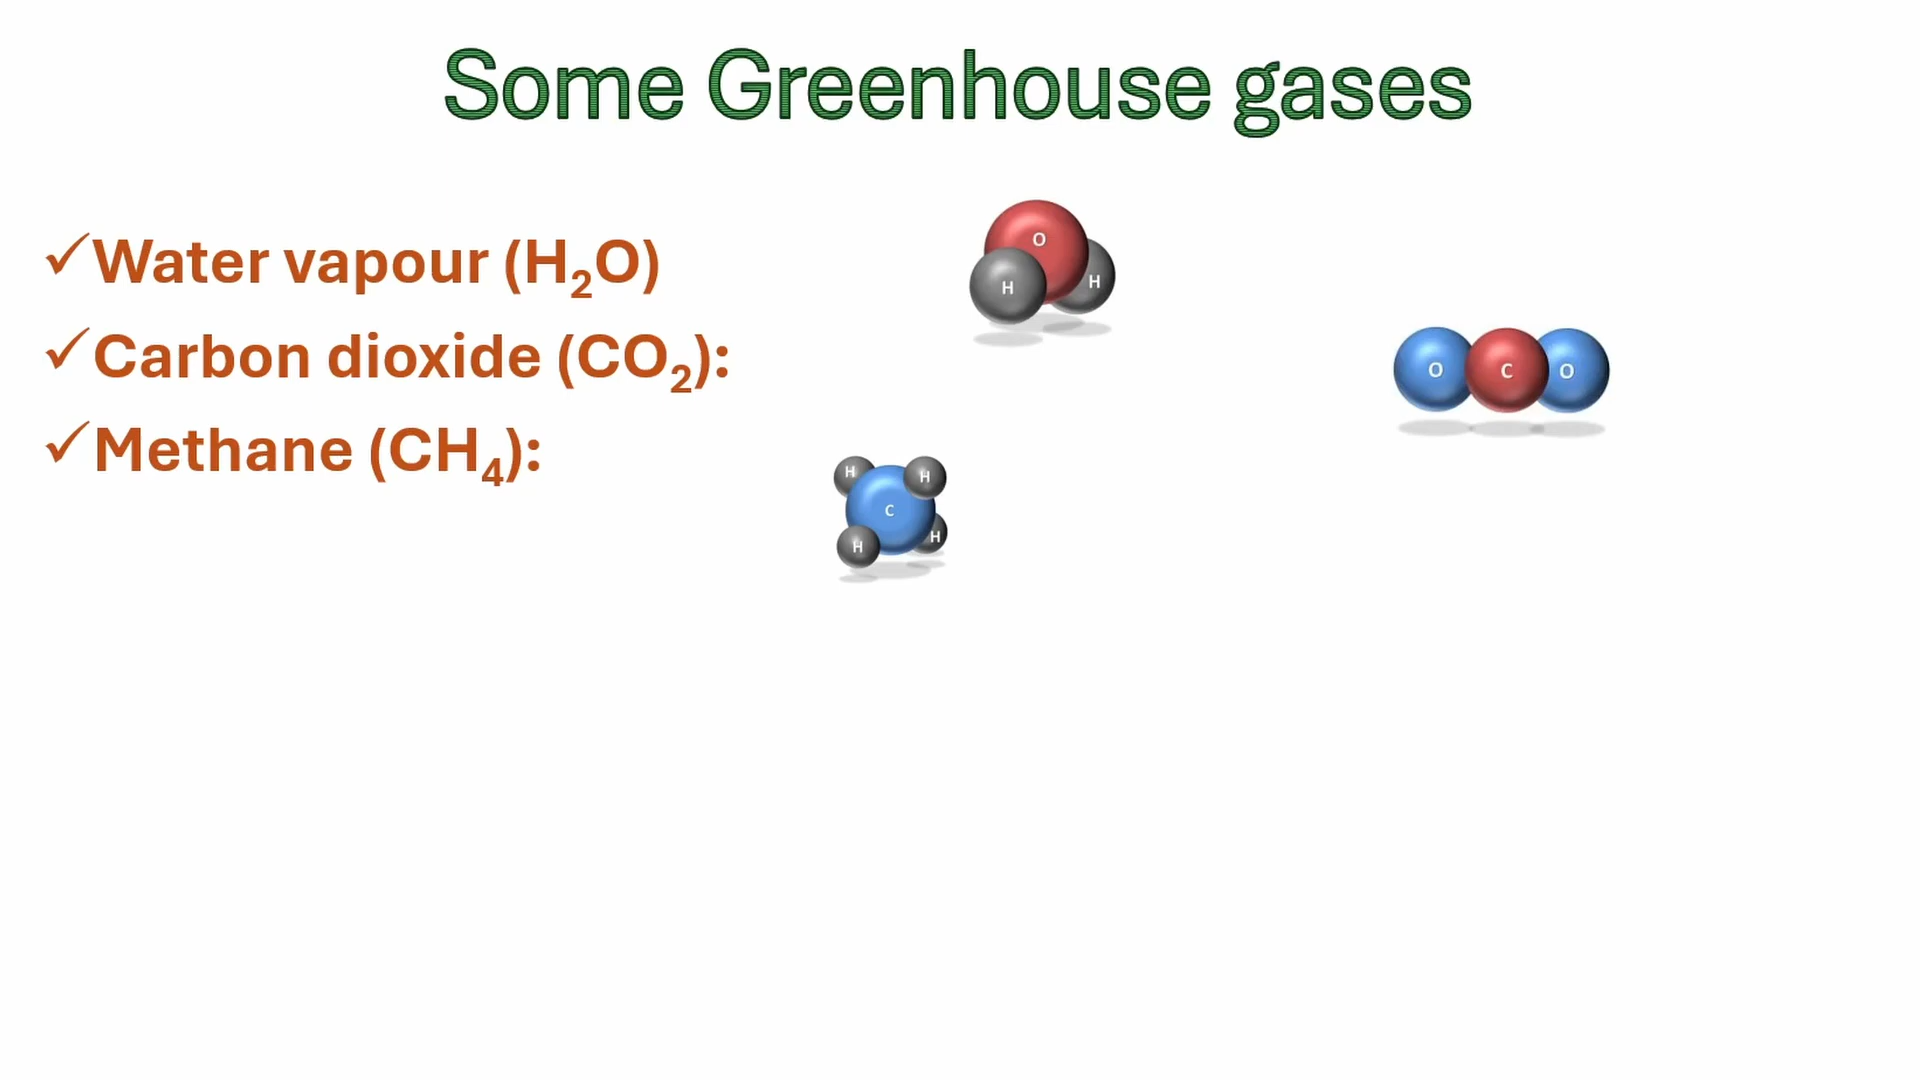 Some Greenhouse gases
✓Water vapour (H₂O)
✓Carbon dioxide (CO₂):
✓Methane (CH₄):
O
H H
O C O
H H
C
H H